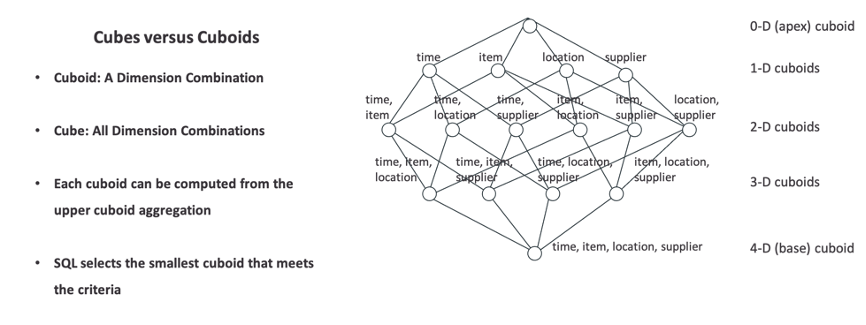 Cubes versus Cuboids
• Cuboid: A Dimension Combination
• Cube: All Dimension Combinations
• Each cuboid can be computed from the
upper cuboid aggregation
• SQL selects the smallest cuboid that meets
the criteria
0-D (apex) cuboid
time item location supplier
1-D cuboids
time, item
time, location
time, supplier
item, location
item, supplier
location, supplier
2-D cuboids
time, item, location
time, item, supplier
time, location, supplier
item, location, supplier
3-D cuboids
time, item, location, supplier
4-D (base) cuboid